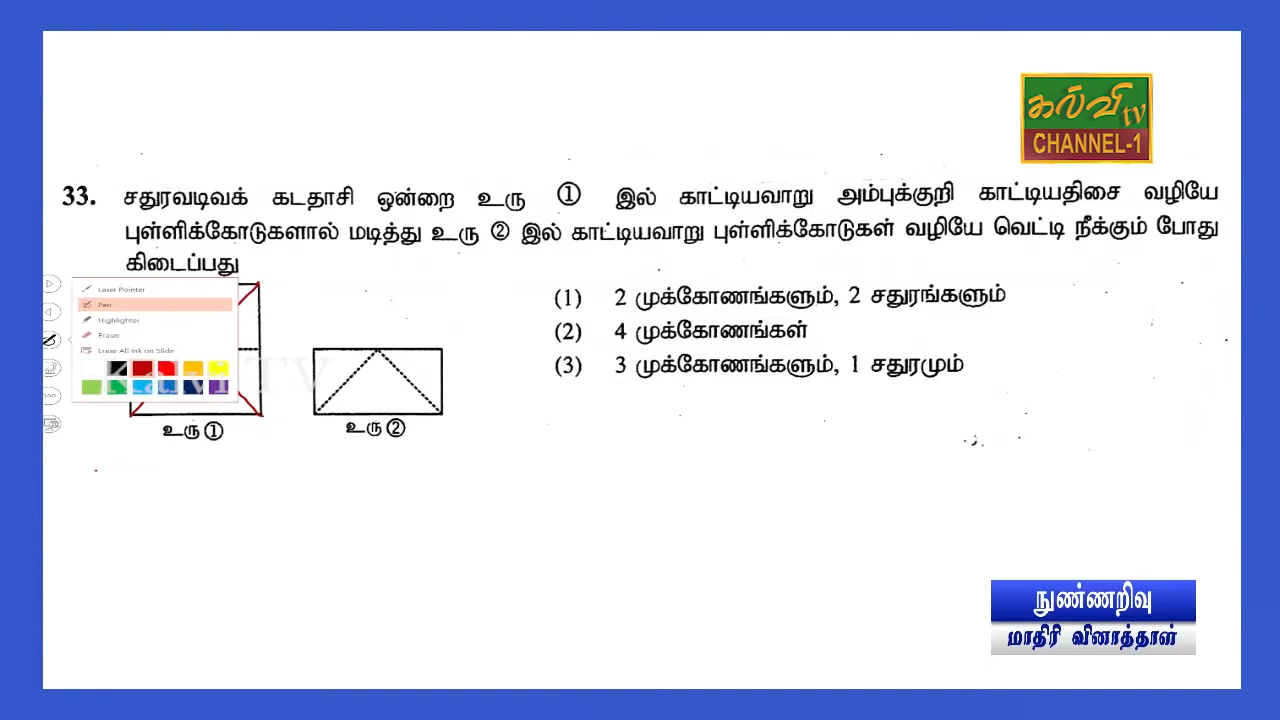 கல்வி tv
CHANNEL-1
33. சதுரவடிவக் கடதாசி ஒன்றை உரு ① இல் காட்டியவாறு அம்புக்குறி காட்டியதிசை வழியே
புள்ளிக்கோடுகளால் மடித்து உரு ② இல் காட்டியவாறு புள்ளிக்கோடுகள் வழியே வெட்டி நீக்கும் போது
கிடைப்பது
Laser Pointer
Pen
Highlighter
Eraser
Erase All Ink on Slide
Kalvi TV
(1) 2 முக்கோணங்களும், 2 சதுரங்களும்
(2) 4 முக்கோணங்கள்
(3) 3 முக்கோணங்களும், 1 சதுரமும்
உரு ①
உரு ②
நுண்ணறிவு
மாதிரி வினாத்தாள்